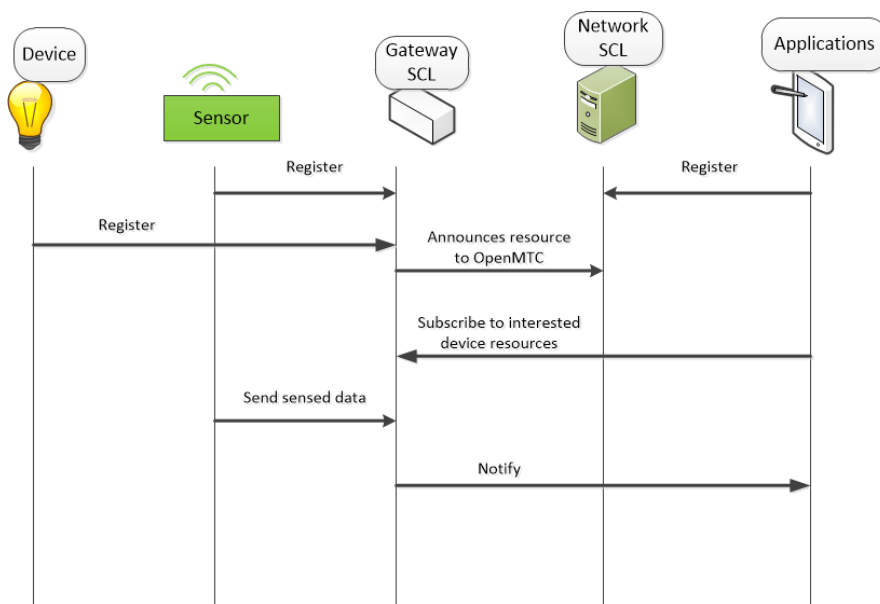 Device
Sensor
Gateway
SCL
Network
SCL
Applications
Register
Register
Register
Announces resource
to OpenMTC
Subscribe to interested
device resources
Send sensed data
Notify